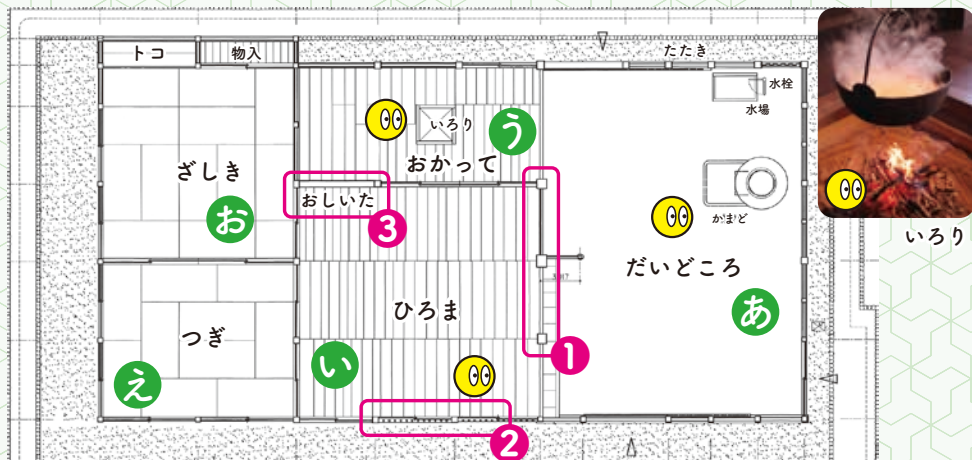 トコ
物入
たたき
水栓
水場
いろり
う
おかって
ざしき
お
おしいた
3
かまど
いろり
だいどころ
あ
ひろま
1
つぎ
え
い
2